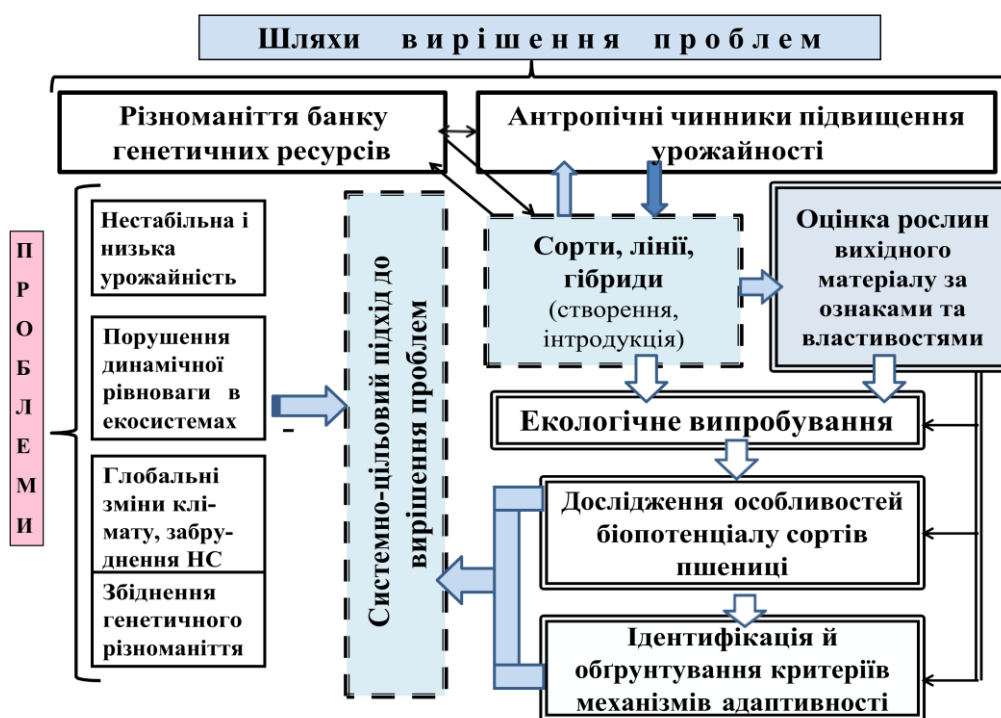 Шляхи вирішення проблем
Різноманіття банку
генетичних ресурсів
Антропічні чинники підвищення
урожайності
ПРОБЛЕМИ
Нестабільна і
низька
урожайність
Порушення
динамічної
рівноваги в
екосистемах
Глобальні
зміни клі-
мату, забру-
днення НС
Збіднення
генетичного
різноманіття
Системно-цільовий підхід до
вирішення проблем
Сорти, лінії,
гібриди
(створення,
інтродукція)
Оцінка рослин
вихідного
матеріалу за
ознаками та
властивостями
Екологічне випробування
Дослідження особливостей
біопотенціалу сортів
пшениці
Ідентифікація й
обґрунтування критеріїв
механізмів адаптивності